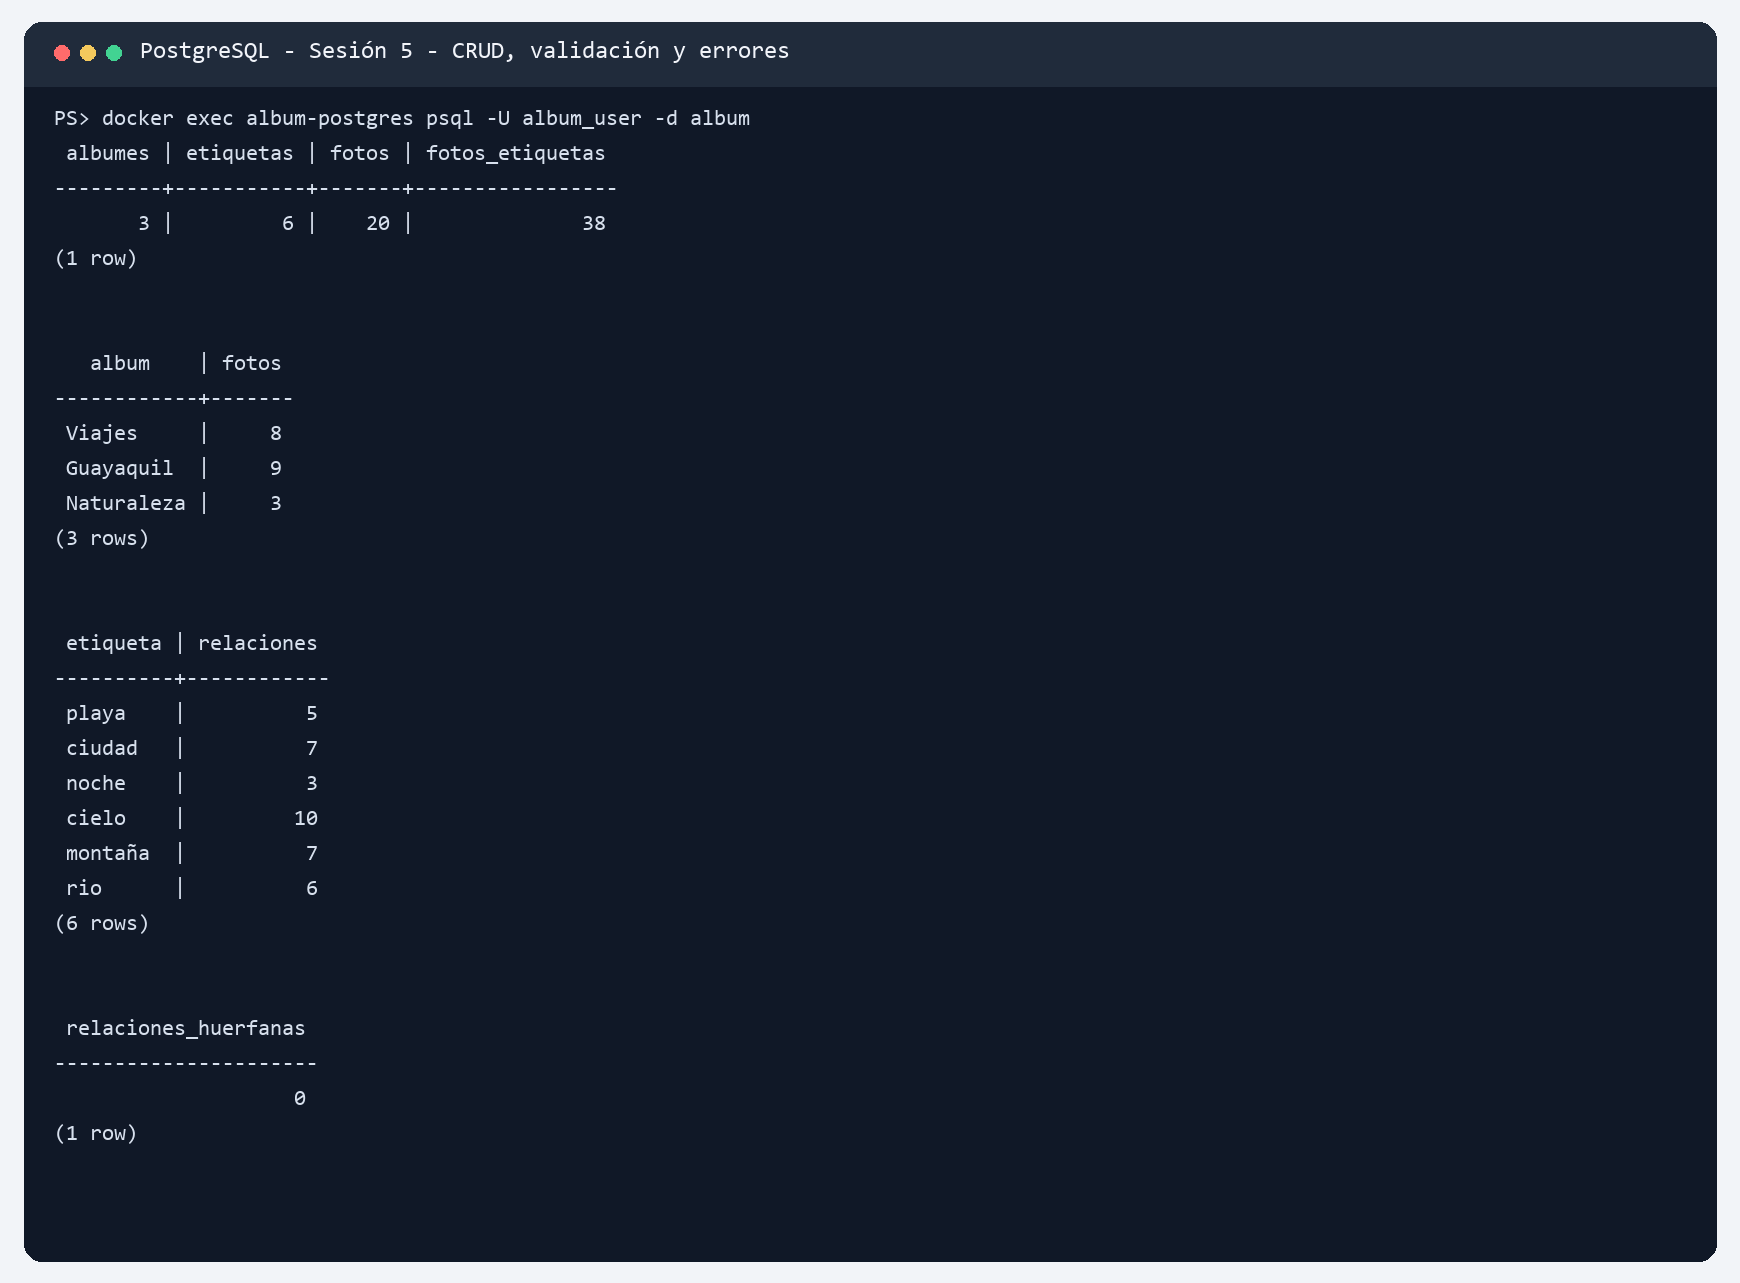 PostgreSQL - Sesión 5 - CRUD, validación y errores
PS> docker exec album-postgres psql -U album_user -d album
 albumes | etiquetas | fotos | fotos_etiquetas
---------+-----------+-------+-----------------
       3 |         6 |    20 |              38
(1 row)
   album    | fotos
------------+-------
 Viajes     |     8
 Guayaquil  |     9
 Naturaleza |     3
(3 rows)
 etiqueta | relaciones
----------+------------
 playa    |          5
 ciudad   |          7
 noche    |          3
 cielo    |         10
 montaña  |          7
 rio      |          6
(6 rows)
 relaciones_huerfanas
----------------------
                    0
(1 row)